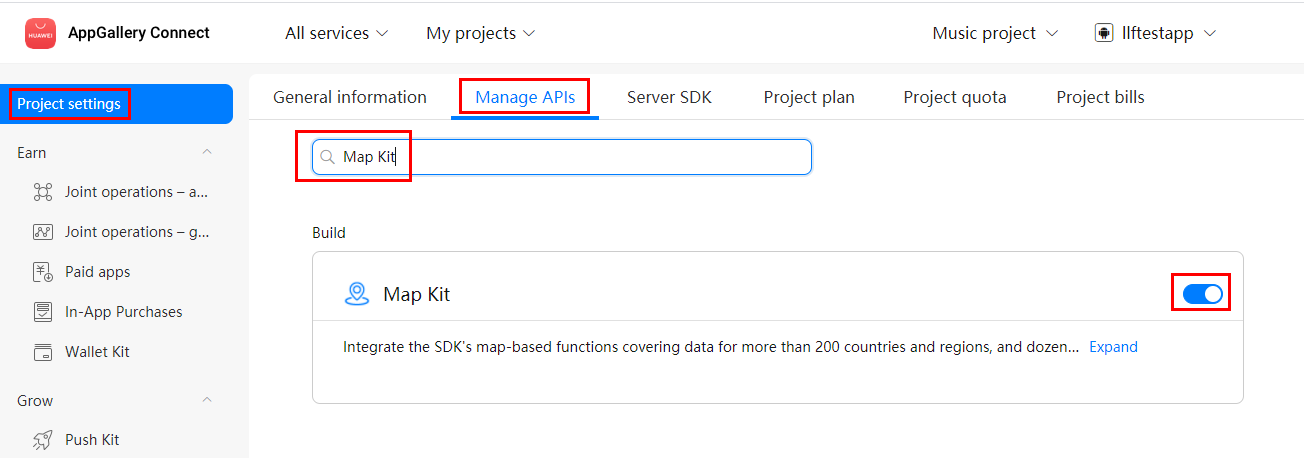 HUAWEI
AppGallery Connect
All services
My projects
Music project
llftestapp
Project settings
Earn
Joint operations – a...
Joint operations – g...
Paid apps
In-App Purchases
Wallet Kit
Grow
Push Kit
General information
Manage APIs
Server SDK
Project plan
Project quota
Project bills
Map Kit
Build
Map Kit
Integrate the SDK's map-based functions covering data for more than 200 countries and regions, and dozen... Expand